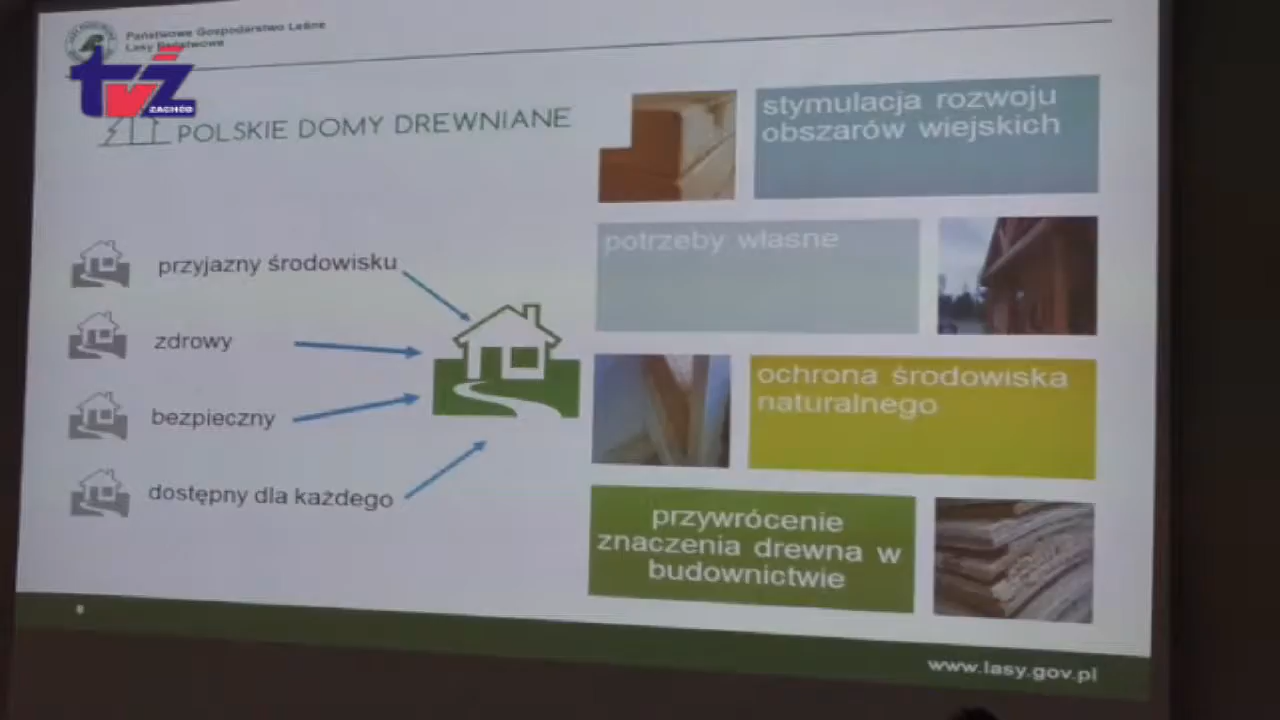 Państwowe Gospodarstwo Leśne
Lasy Państwowe
tvż
ZACHÓD
POLSKIE DOMY DREWNIANE
przyjazny środowisku
zdrowy
bezpieczny
dostępny dla każdego
stymulacja rozwoju
obszarów wiejskich
potrzeby własne
ochrona środowiska
naturalnego
przywrócenie
znaczenia drewna w
budownictwie
www.lasy.gov.pl